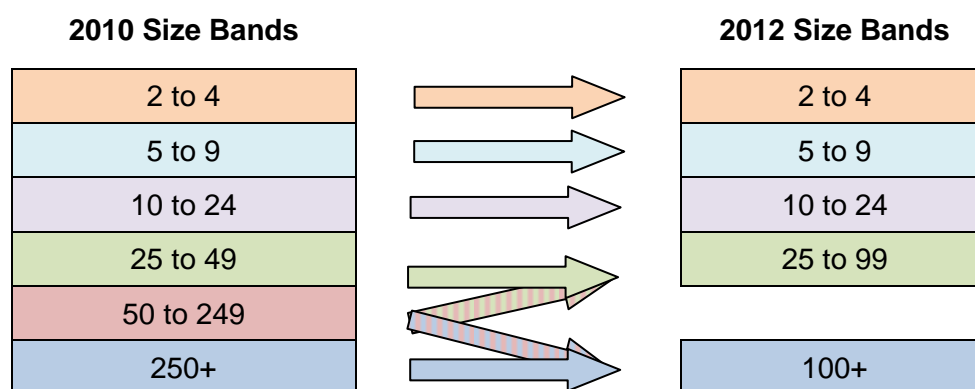 2010 Size Bands
2012 Size Bands
2 to 4
2 to 4
5 to 9
5 to 9
10 to 24
10 to 24
25 to 49
25 to 99
50 to 249
250+
100+